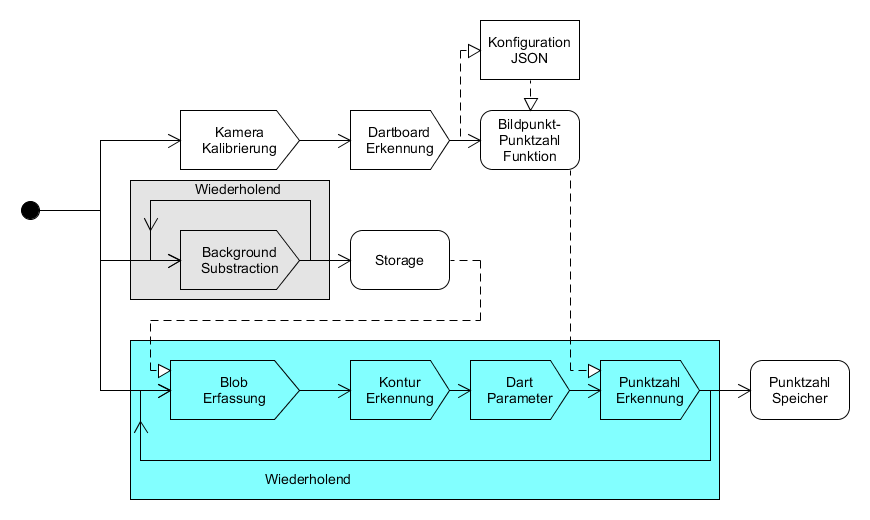 Konfiguration
JSON
Kamera
Kalibrierung
Dartboard
Erkennung
Bildpunkt-
Punktzahl
Funktion
Wiederholend
Background
Substraction
Storage
Blob
Erfassung
Kontur
Erkennung
Dart
Parameter
Punktzahl
Erkennung
Punktzahl
Speicher
Wiederholend